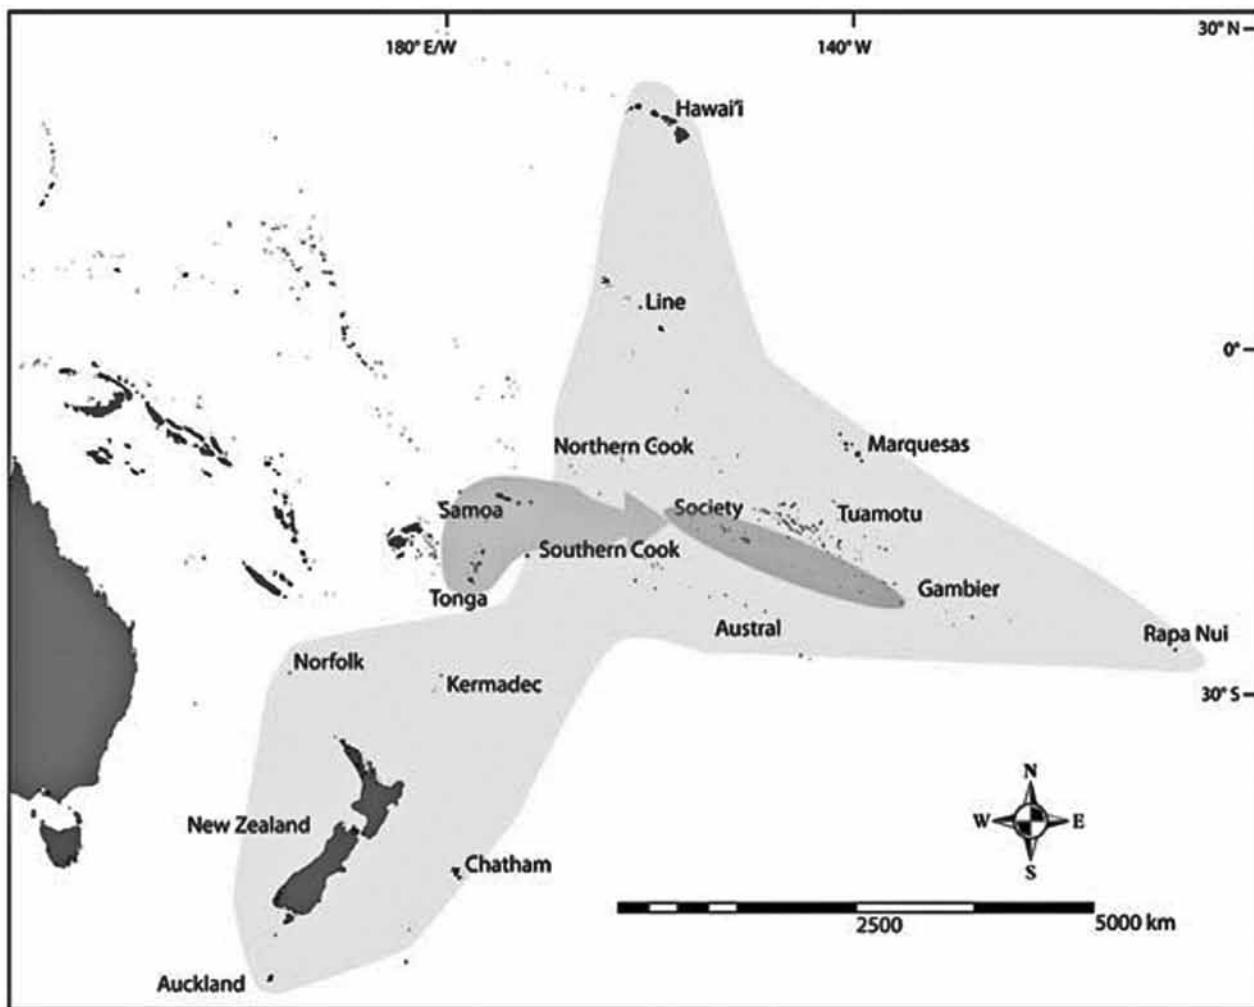 180° E/W
140° W
30° N
Hawai'i
Line
0°
Northern Cook
Marquesas
Samoa
Society
Tuamotu
Southern Cook
Tonga
Gambier
Austral
Rapa Nui
Norfolk
Kermadec
30° S
N
W
E
S
New Zealand
Chatham
2500
5000 km
Auckland